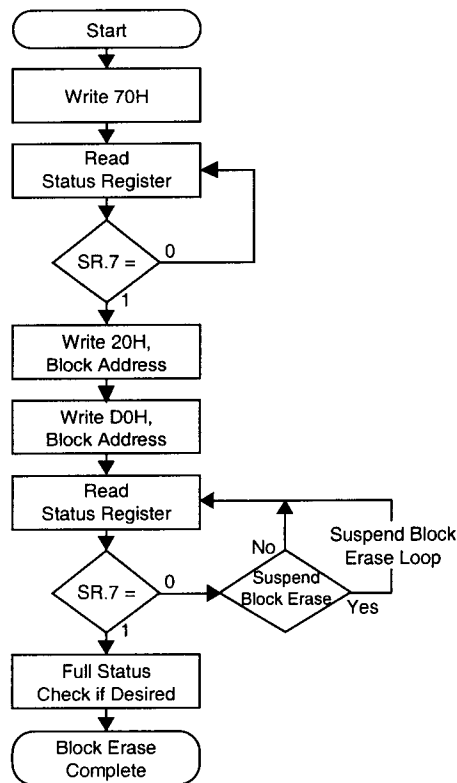 Start
Write 70H
Read
Status Register
SR.7 =
0
1
Write 20H,
Block Address
Write D0H,
Block Address
Read
Status Register
Suspend Block
Erase Loop
No
SR.7 =
0
Suspend
Block Erase
Yes
1
Full Status
Check if Desired
Block Erase
Complete